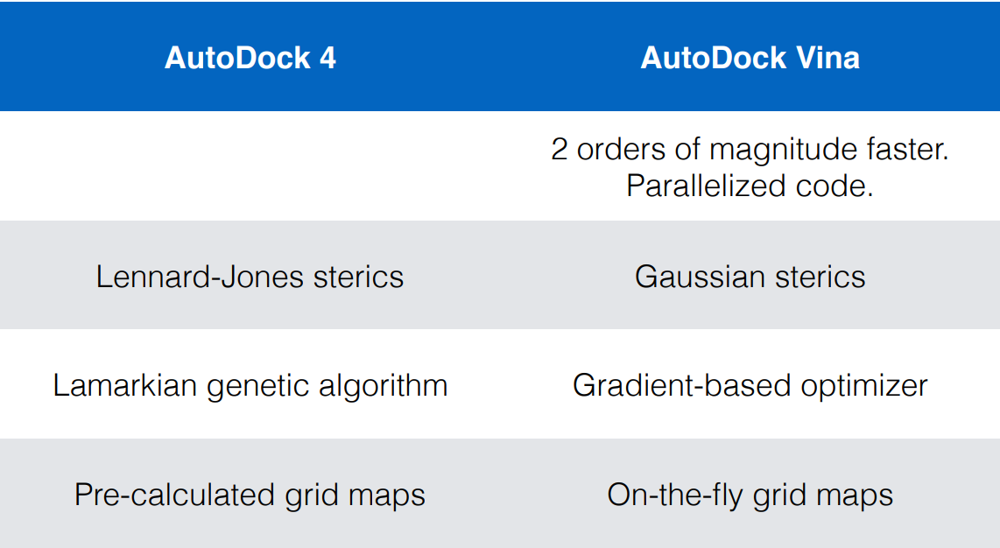 AutoDock 4
AutoDock Vina
2 orders of magnitude faster.
Parallelized code.
Lennard-Jones sterics
Gaussian sterics
Lamarkian genetic algorithm
Gradient-based optimizer
Pre-calculated grid maps
On-the-fly grid maps